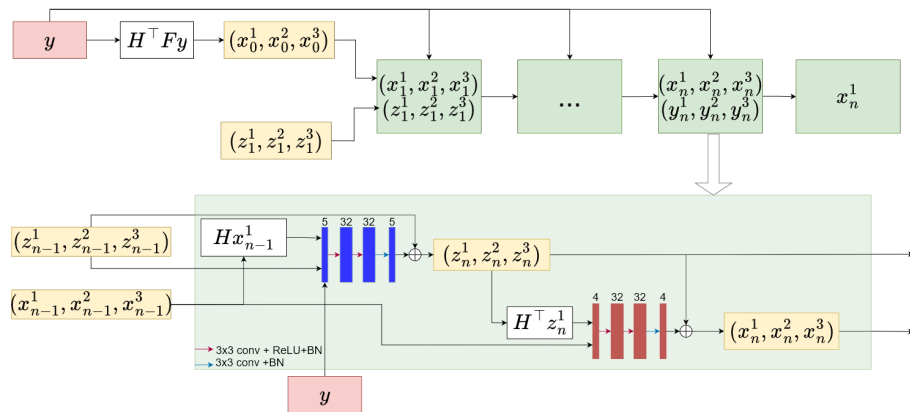 y
H^⊤Fy
(x_0^1, x_0^2, x_0^3)
(x_1^1, x_1^2, x_1^3)
(z_1^1, z_1^2, z_1^3)
...
(x_n^1, x_n^2, x_n^3)
(y_n^1, y_n^2, y_n^3)
x_n^1
(z_1^1, z_1^2, z_1^3)
5 32 32 5
(z_{n-1}^1, z_{n-1}^2, z_{n-1}^3)
Hx_{n-1}^1
(z_n^1, z_n^2, z_n^3)
(x_{n-1}^1, x_{n-1}^2, x_{n-1}^3)
4 32 32 4
H^⊤z_n^1
(x_n^1, x_n^2, x_n^3)
3x3 conv + ReLU+BN
3x3 conv +BN
y